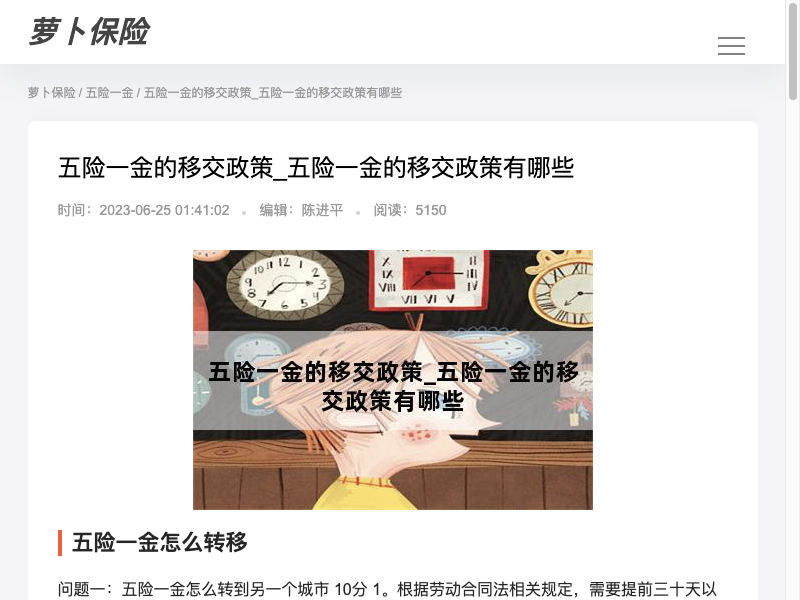 萝卜保险
萝卜保险 / 五险一金 / 五险一金的移交政策_五险一金的移交政策有哪些
五险一金的移交政策_五险一金的移交政策有哪些
时间：2023-06-25 01:41:02 编辑：陈进平 阅读：5150
五险一金的移交政策_五险一金的移
交政策有哪些
五险一金怎么转移
问题一：五险一金怎么转到另一个城市 10分 1。根据劳动合同法相关规定，需要提前三十天以